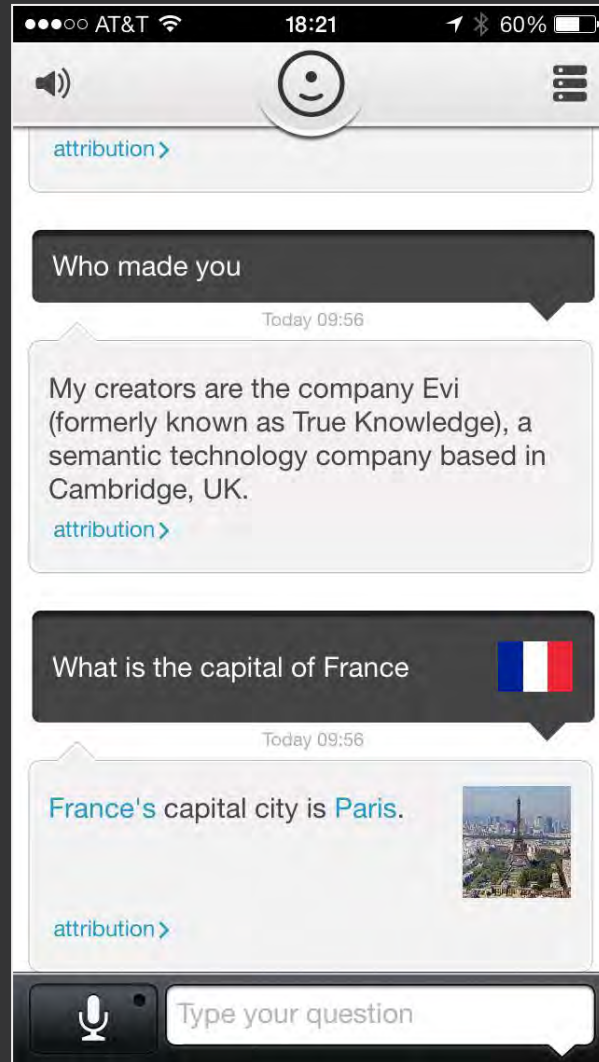 ●●●○○ AT&T 18:21 60%
attribution >
Who made you
Today 09:56
My creators are the company Evi
(formerly known as True Knowledge), a
semantic technology company based in
Cambridge, UK.
attribution >
What is the capital of France
Today 09:56
France's capital city is Paris.
attribution >
Type your question